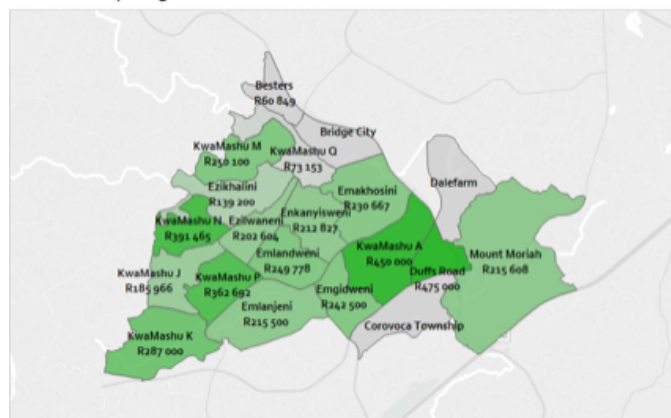 Besters
R60 849
Bridge City
KwaMashu M
R250 100
KwaMashu Q
R73 153
Ezikhalini
R139 200
Emakhosini
R230 667
Dalefarm
KwaMashu N
R391 465
Ezilwaneni
R202 604
Enkanyisweni
R212 827
KwaMashu A
R450 000
Mount Moriah
R215 608
Emlandweni
R249 778
Duffs Road
R475 000
KwaMashu J
R185 966
KwaMashu P
R362 692
Emgidweni
R242 500
Emlanjeni
R215 500
Corovoca Township
KwaMashu K
R287 000